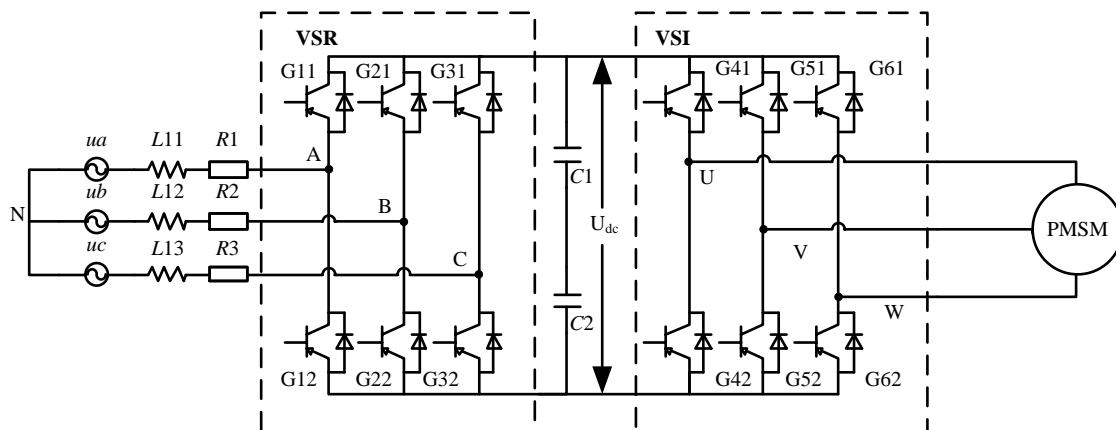 VSR
VSI
G11 G21 G31
G41 G51 G61
ua L11 R1
A
ub L12 R2
B
N
uc L13 R3
C
C1
U
Udc
PMSM
V
C2
W
G12 G22 G32
G42 G52 G62